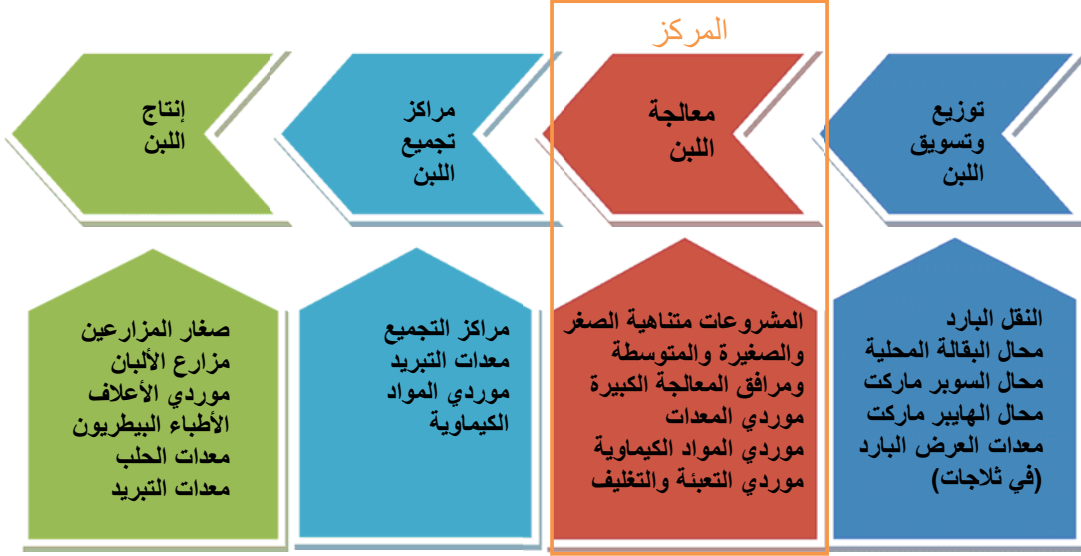 المركز
توزيع
وتسويق
اللبن
معالجة
اللبن
مراكز
تجميع
اللبن
إنتاج
اللبن
النقل البارد
محال البقالة المحلية
محال السوبر ماركت
محال الهايبر ماركت
معدات العرض البارد
(في ثلاجات)
المشروعات متناهية الصغر
والصغيرة والمتوسطة
ومرافق المعالجة الكبيرة
موردي المعدات
موردي المواد الكيماوية
موردي التعبئة والتغليف
مراكز التجميع
معدات التبريد
موردي المواد
الكيماوية
صغار المزارعين
مزارع الألبان
موردي الأعلاف
الأطباء البيطريون
معدات الحلب
معدات التبريد